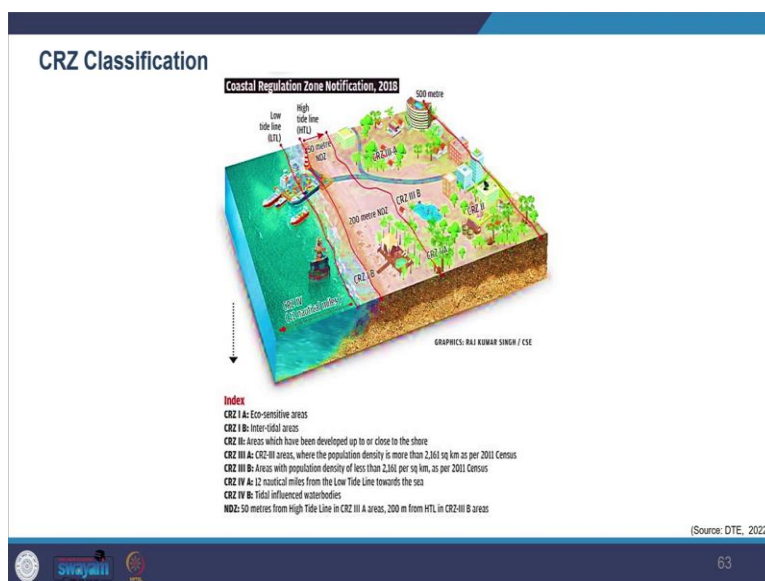 CRZ Classification
Coastal Regulation Zone Notification, 2018
500 metre
Low
tide line
(LTL)
High
tide line
(HTL)
50 metre
NDZ
CRZ III A
CRZ III B
200 metre NDZ
CRZ II
CRZ I A
CRZ I B
CRZ IV
(12 nautical miles)
GRAPHICS: RAJ KUMAR SINGH / CSE
Index
CRZ I A: Eco-sensitive areas
CRZ I B: Inter-tidal areas
CRZ II: Areas which have been developed up to or close to the shore
CRZ III A: CRZ-III areas, where the population density is more than 2,161 sq km as per 2011 Census
CRZ III B: Areas with population density of less than 2,161 per sq km, as per 2011 Census
CRZ IV A: 12 nautical miles from the Low Tide Line towards the sea
CRZ IV B: Tidal influenced waterbodies
NDZ: 50 metres from High Tide Line in CRZ III A areas, 200 m from HTL in CRZ-III B areas
(Source: DTE, 2022
swayam
63